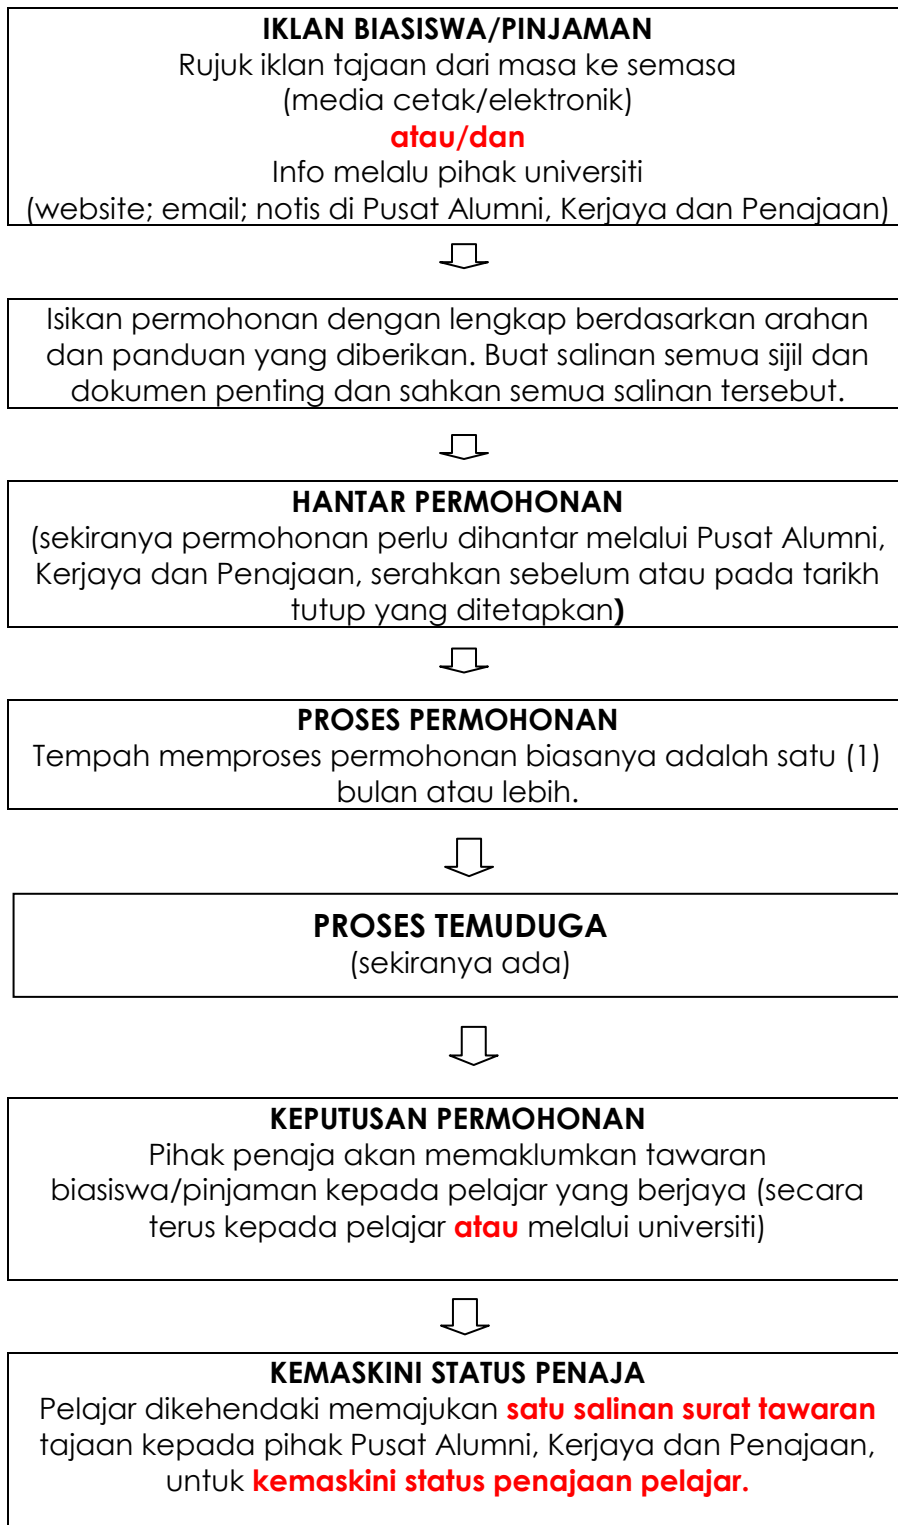 IKLAN BIASISWA/PINJAMAN
Rujuk iklan tajaan dari masa ke semasa
(media cetak/elektronik)
atau/dan
Info melalu pihak universiti
(website; email; notis di Pusat Alumni, Kerjaya dan Penajaan)
Isikan permohonan dengan lengkap berdasarkan arahan
dan panduan yang diberikan. Buat salinan semua sijil dan
dokumen penting dan sahkan semua salinan tersebut.
HANTAR PERMOHONAN
(sekiranya permohonan perlu dihantar melalui Pusat Alumni,
Kerjaya dan Penajaan, serahkan sebelum atau pada tarikh
tutup yang ditetapkan)
PROSES PERMOHONAN
Tempah memproses permohonan biasanya adalah satu (1)
bulan atau lebih.
PROSES TEMUDUGA
(sekiranya ada)
KEPUTUSAN PERMOHONAN
Pihak penaja akan memaklumkan tawaran
biasiswa/pinjaman kepada pelajar yang berjaya (secara
terus kepada pelajar atau melalui universiti)
KEMASKINI STATUS PENAJA
Pelajar dikehendaki memajukan satu salinan surat tawaran
tajaan kepada pihak Pusat Alumni, Kerjaya dan Penajaan,
untuk kemaskini status penajaan pelajar.